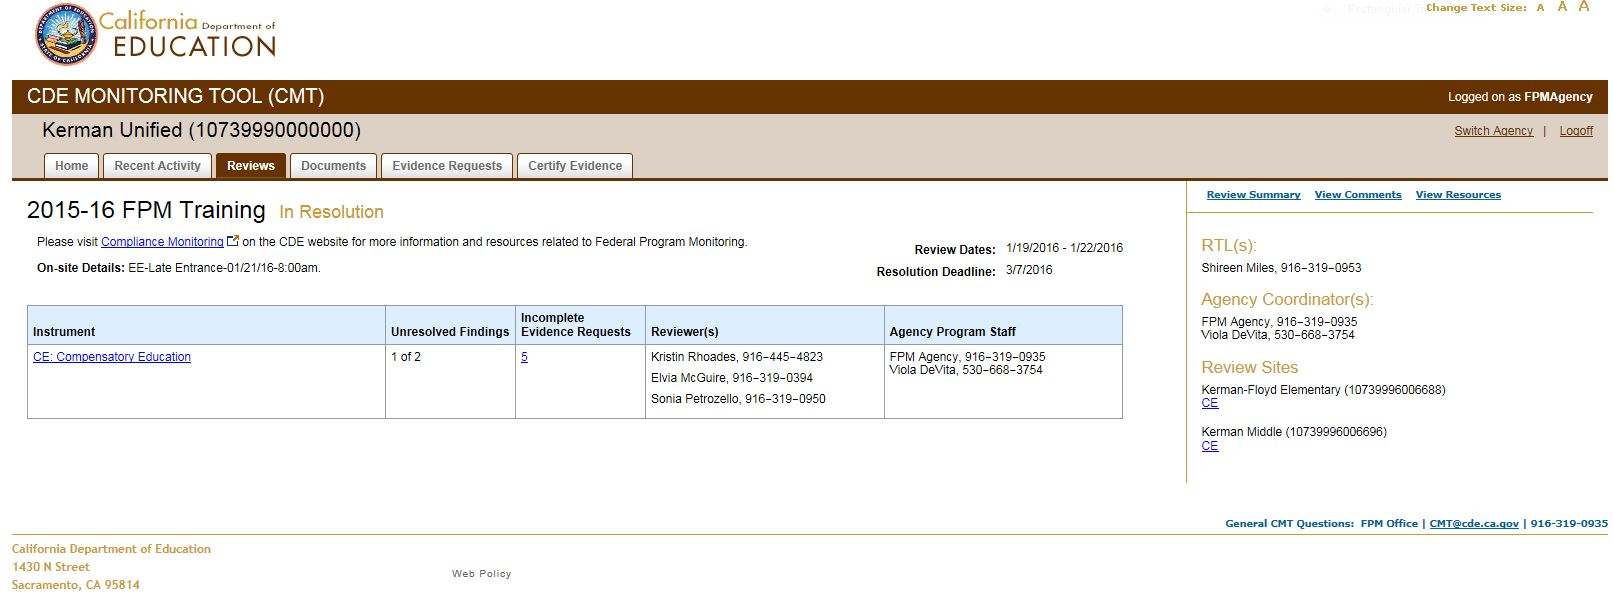 Change Text Size: A A A
California Department of
EDUCATION
CDE MONITORING TOOL (CMT)
Logged on as FPMAgency
Kerman Unified (10739990000000)
Switch Agency | Logoff
Home Recent Activity Reviews Documents Evidence Requests Certify Evidence
Review Summary View Comments View Resources
2015-16 FPM Training In Resolution
Please visit Compliance Monitoring on the CDE website for more information and resources related to Federal Program Monitoring.
On-site Details: EE-Late Entrance-01/21/16-8:00am.
Review Dates: 1/19/2016 - 1/22/2016
Resolution Deadline: 3/7/2016
Instrument
Unresolved Findings
Incomplete
Evidence Requests
Reviewer(s)
Agency Program Staff
CE: Compensatory Education
1 of 2
5
Kristin Rhoades, 916-445-4823
Elvia McGuire, 916-319-0394
Sonia Petrozello, 916-319-0950
FPM Agency, 916-319-0935
Viola DeVita, 530-668-3754
RTL(s):
Shireen Miles, 916-319-0953
Agency Coordinator(s):
FPM Agency, 916-319-0935
Viola DeVita, 530-668-3754
Review Sites
Kerman-Floyd Elementary (10739996006688)
CE
Kerman Middle (10739996006696)
CE
General CMT Questions: FPM Office | CMT@cde.ca.gov | 916-319-0935
California Department of Education
1430 N Street
Sacramento, CA 95814
Web Policy